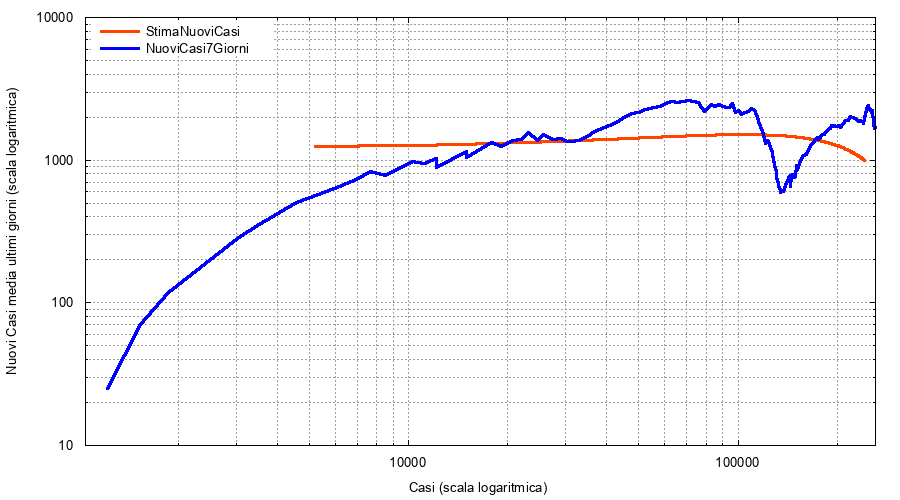 10000
StimaNuoviCasi
NuoviCasi7Giorni
1000
100
10
Nuovi Casi media ultimi giorni (scala logaritmica)
10000 100000
Casi (scala logaritmica)